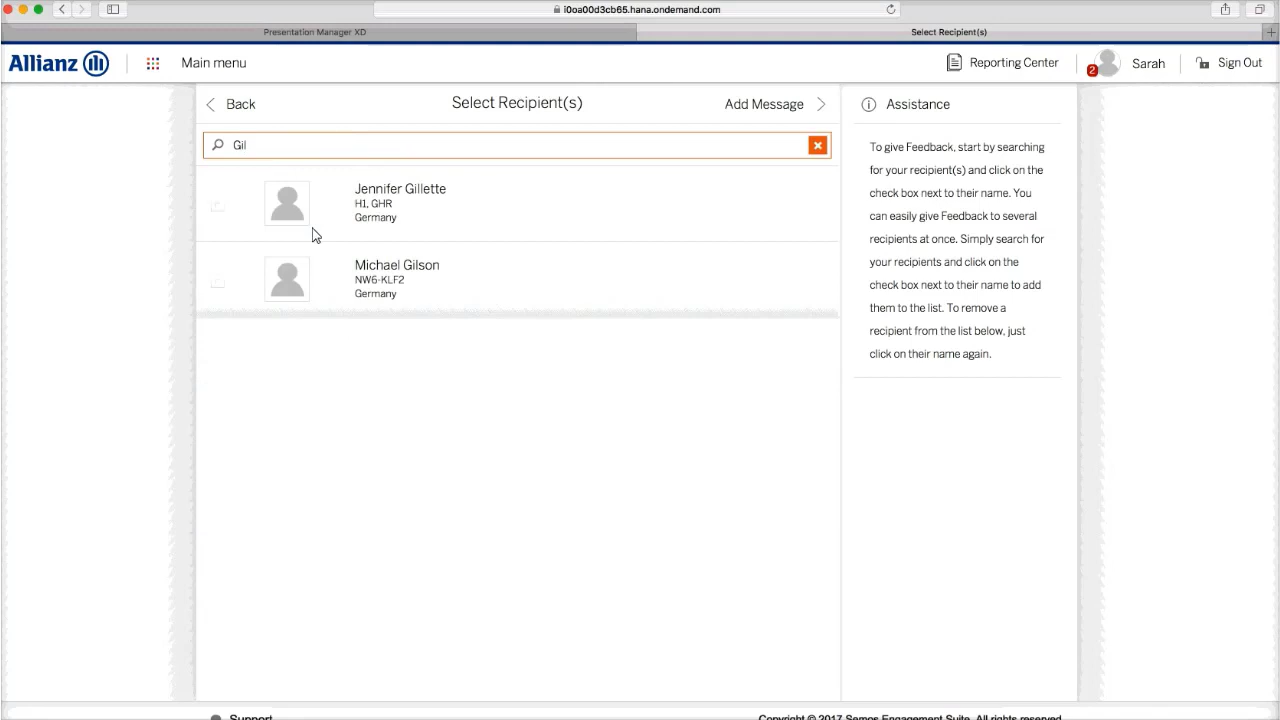 i0oa00d3cb65.hana.ondemand.com
Presentation Manager XD
Select Recipient(s)
Allianz
Main menu
Reporting Center
2
Sarah
Sign Out
Back
Select Recipient(s)
Add Message
Assistance
Gil
Jennifer Gillette
H1, GHR
Germany
Michael Gilson
NW6-KLF2
Germany
To give Feedback, start by searching
for your recipient(s) and click on the
check box next to their name. You
can easily give Feedback to several
recipients at once. Simply search for
your recipients and click on the
check box next to their name to add
them to the list. To remove a
recipient from the list below, just
click on their name again.
Support
Copyright © 2017 Semos Engagement Suite. All rights reserved